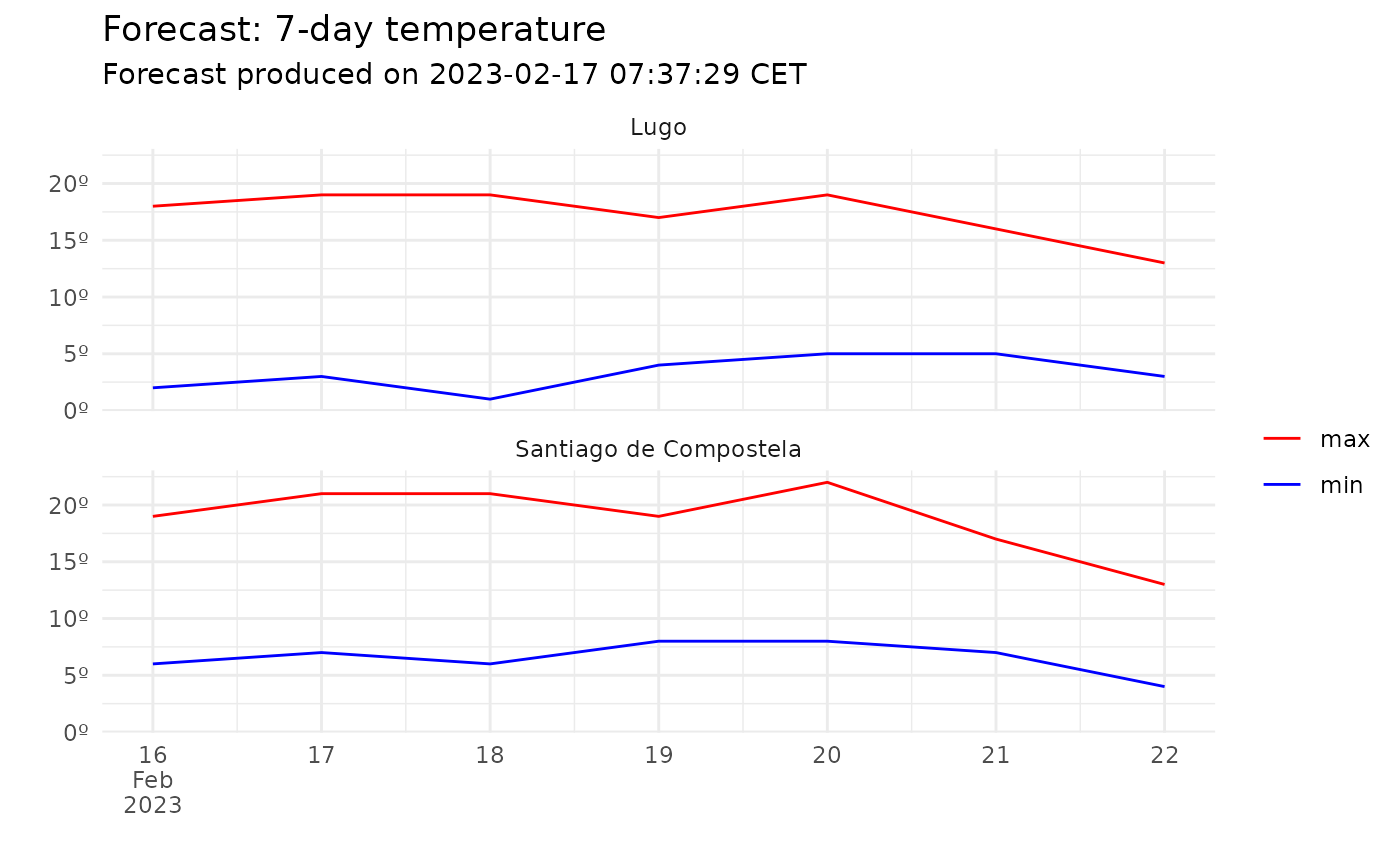 Forecast: 7-day temperature
Forecast produced on 2023-02-17 07:37:29 CET
Lugo
20º
15º
10º
5º
0º
Santiago de Compostela
20º
15º
10º
5º
0º
16 17 18 19 20 21 22
Feb
2023
max
min